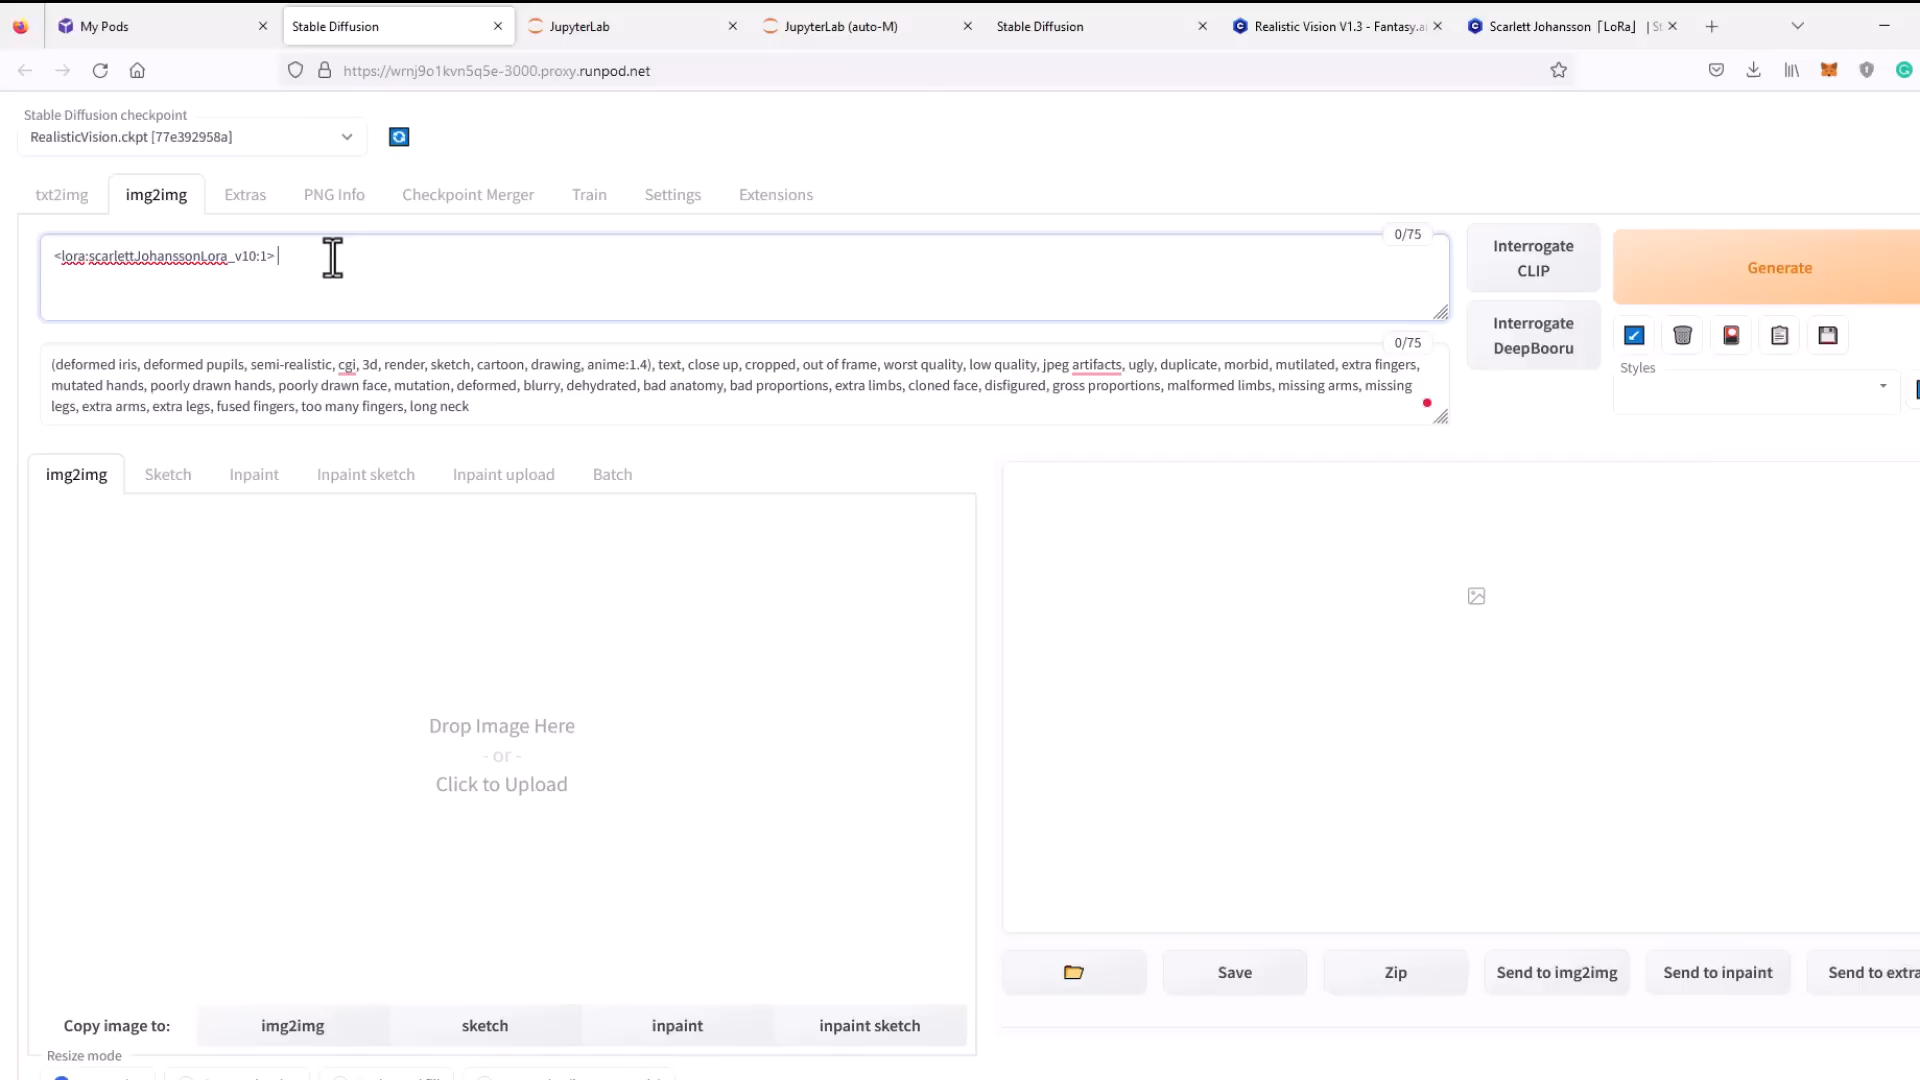 My Pods
Stable Diffusion
JupyterLab
JupyterLab (auto-M)
Stable Diffusion
Realistic Vision V1.3 - Fantasy.ai
Scarlett Johansson「LoRa」 | St
https://wrnj9o1kvn5q5e-3000.proxy.runpod.net
Stable Diffusion checkpoint
RealisticVision.ckpt [77e392958a]
txt2img
img2img
Extras
PNG Info
Checkpoint Merger
Train
Settings
Extensions
0/75
<lora:scarlettJohanssonLora_v10:1>
Interrogate
CLIP
Generate
Interrogate
DeepBooru
0/75
(deformed iris, deformed pupils, semi-realistic, cgi, 3d, render, sketch, cartoon, drawing, anime:1.4), text, close up, cropped, out of frame, worst quality, low quality, jpeg artifacts, ugly, duplicate, morbid, mutilated, extra fingers,
mutated hands, poorly drawn hands, poorly drawn face, mutation, deformed, blurry, dehydrated, bad anatomy, bad proportions, extra limbs, cloned face, disfigured, gross proportions, malformed limbs, missing arms, missing
legs, extra arms, extra legs, fused fingers, too many fingers, long neck
Styles
img2img
Sketch
Inpaint
Inpaint sketch
Inpaint upload
Batch
Drop Image Here
- or -
Click to Upload
Save
Zip
Send to img2img
Send to inpaint
Send to extra
Copy image to:
img2img
sketch
inpaint
inpaint sketch
Resize mode